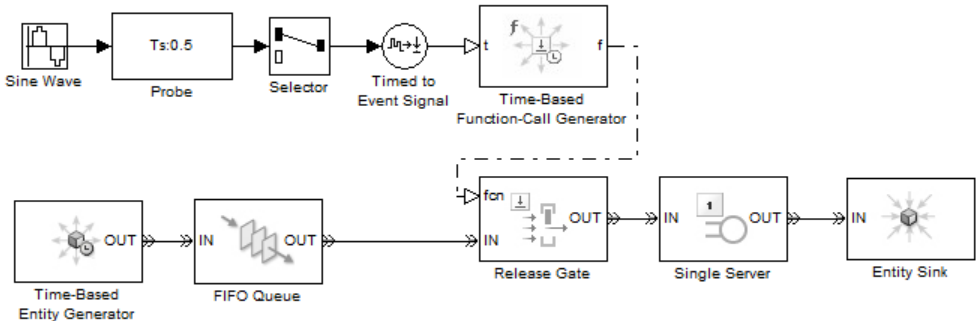 Ts:0.5
f
t
f
Sine Wave
Probe
Selector
Timed to
Event Signal
Time-Based
Function-Call Generator
fcn
1
OUT
IN
OUT
IN
OUT
IN
OUT
IN
OUT
IN
Time-Based
Entity Generator
FIFO Queue
Release Gate
Single Server
Entity Sink